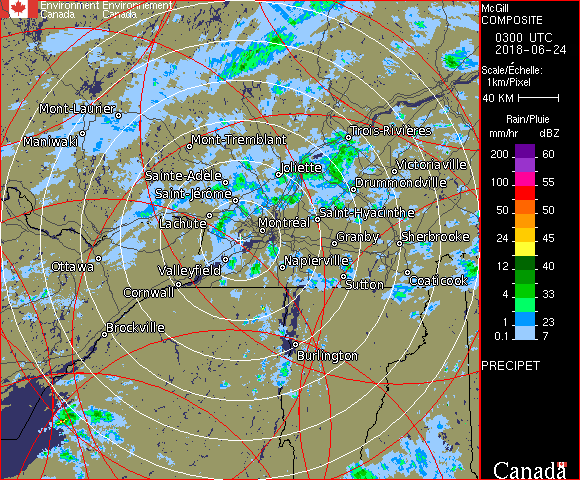 Environment Environnement
Canada Canada
McGill
COMPOSITE
0300 UTC
2018-06-24
Scale/Échelle:
1km/Pixel
40 KM
Rain/Pluie
mm/hr dBZ
200 60
100 55
50 50
24 45
12 40
4 33
1 23
0.1 7
PRECIPET
Canada
Mont-Laurier
Maniwaki
Mont-Tremblant
Trois-Rivières
Joliette
Victoriaville
Sainte-Adele
Drummondville
Saint-Jérôme
Lachute
Saint-Hyacinthe
Montréal
Granby
Sherbrooke
Ottawa
Valleyfield
Napierville
Cornwall
Sutton
Coaticook
Brockville
Burlington